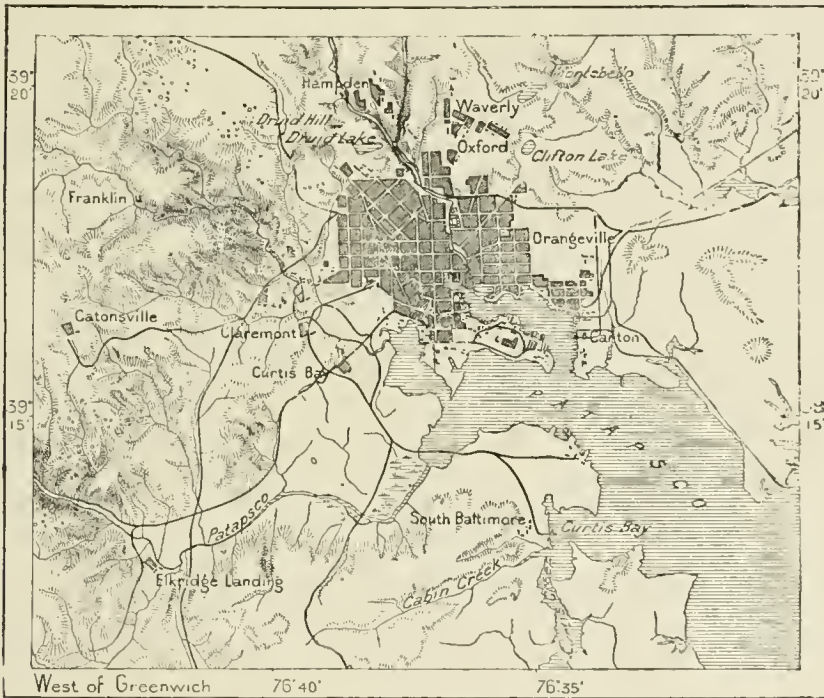 39°
20'
39°
20'
Hampden
Montebello
Waverly
Druid Hill
Druid Lake
Oxford
Clifton Lake
Franklin
Orangeville
Catonsville
Claremont
Canton
Curtis Bay
39°
15'
39°
15'
PATAPSCO
Patapsco
South Baltimore
Curtis Bay
Elkridge Landing
Cabin Creek
West of Greenwich 76°40' 76°35'